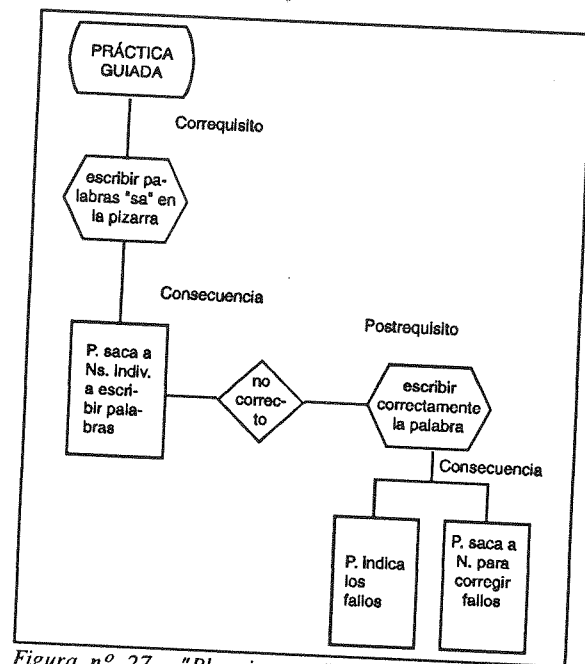 PRÁCTICA
GUIADA
Correquisito
escribir pa-
labras "sa" en
la pizarra
Consecuencia
P. saca a
Ns. Indiv.
a escri-
bir pala-
bras
no
correc-
to
Postrequisito
escribir
correctamente
la palabra
Consecuencia
P. Indica
los
fallos
P. saca a
N. para
corregir
fallos
Figura nº 27